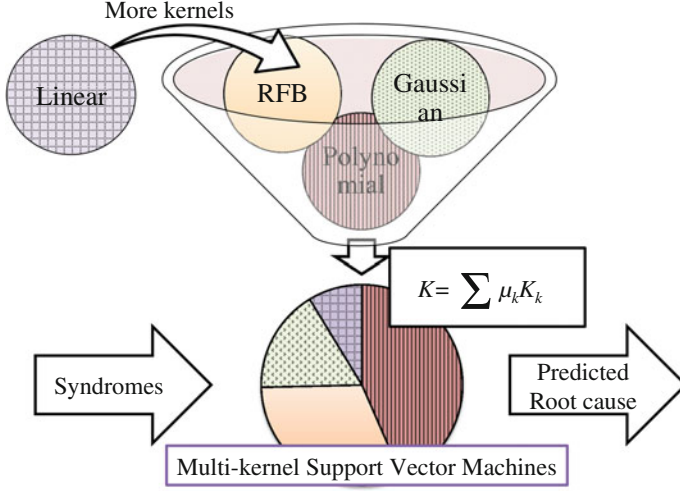 More kernels
Linear
RFB
Gaussi
an
Polyno
mial
K= ∑ μₖKₖ
Syndromes
Predicted
Root cause
Multi-kernel Support Vector Machines